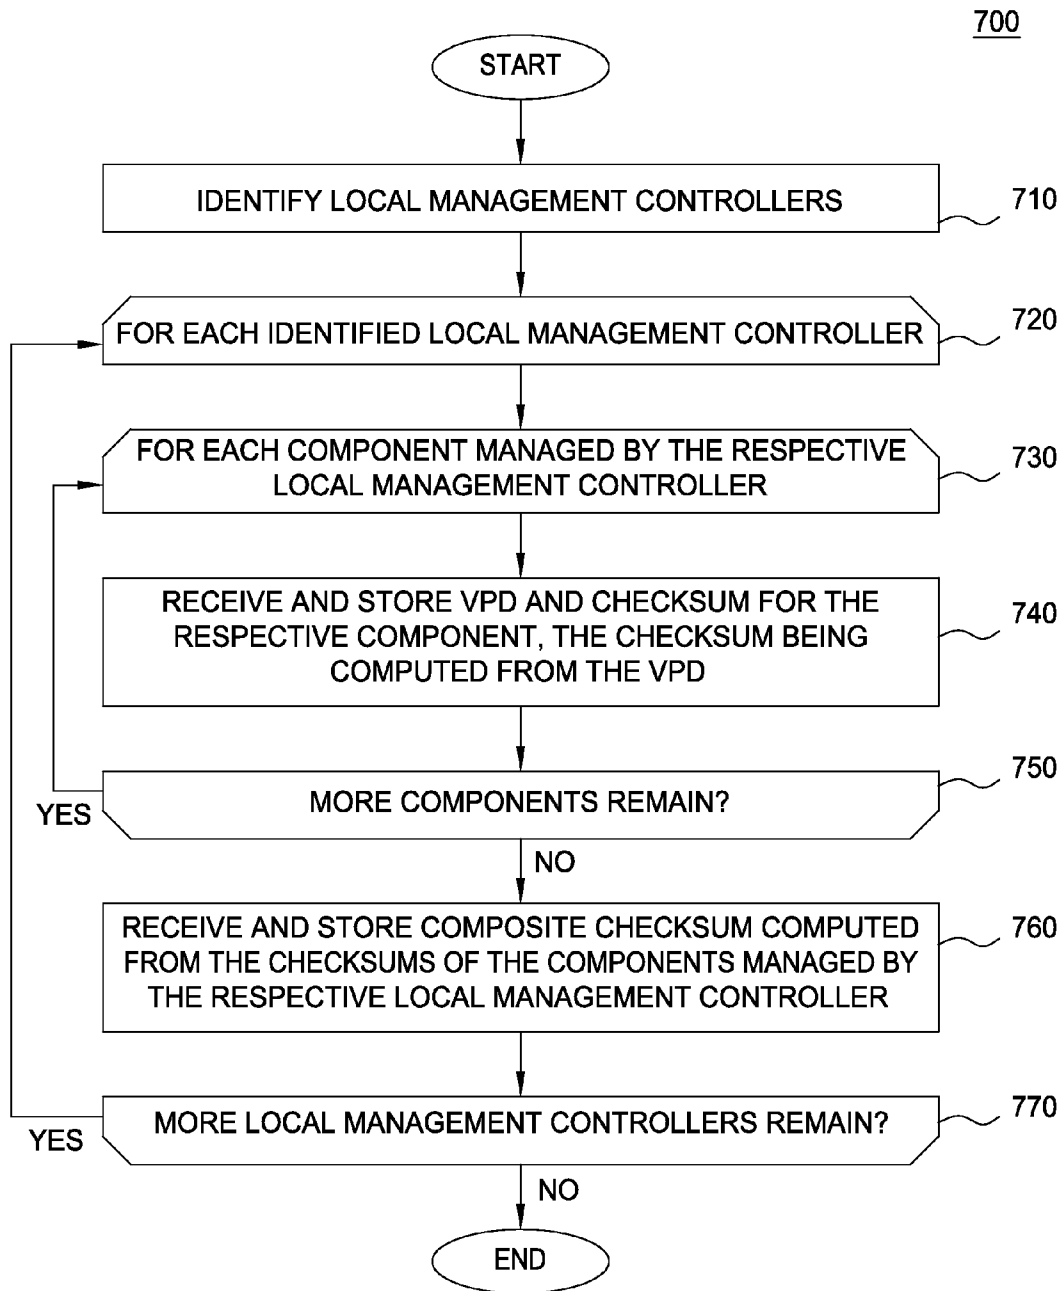 700
START
IDENTIFY LOCAL MANAGEMENT CONTROLLERS
710
FOR EACH IDENTIFIED LOCAL MANAGEMENT CONTROLLER
720
FOR EACH COMPONENT MANAGED BY THE RESPECTIVE
LOCAL MANAGEMENT CONTROLLER
730
RECEIVE AND STORE VPD AND CHECKSUM FOR THE
RESPECTIVE COMPONENT, THE CHECKSUM BEING
COMPUTED FROM THE VPD
740
MORE COMPONENTS REMAIN?
750
YES
NO
RECEIVE AND STORE COMPOSITE CHECKSUM COMPUTED
FROM THE CHECKSUMS OF THE COMPONENTS MANAGED BY
THE RESPECTIVE LOCAL MANAGEMENT CONTROLLER
760
MORE LOCAL MANAGEMENT CONTROLLERS REMAIN?
770
YES
NO
END